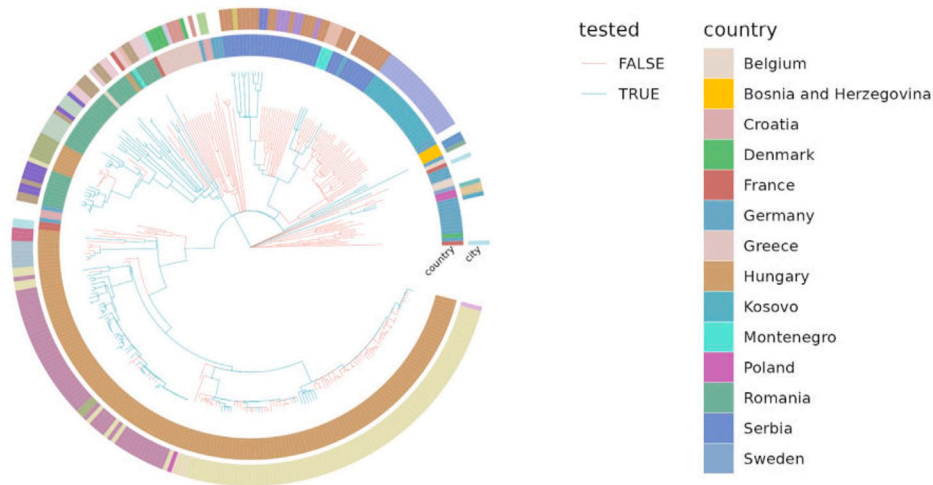 tested
FALSE
TRUE
country
Belgium
Bosnia and Herzegovina
Croatia
Denmark
France
Germany
Greece
Hungary
Kosovo
Montenegro
Poland
Romania
Serbia
Sweden
country
city